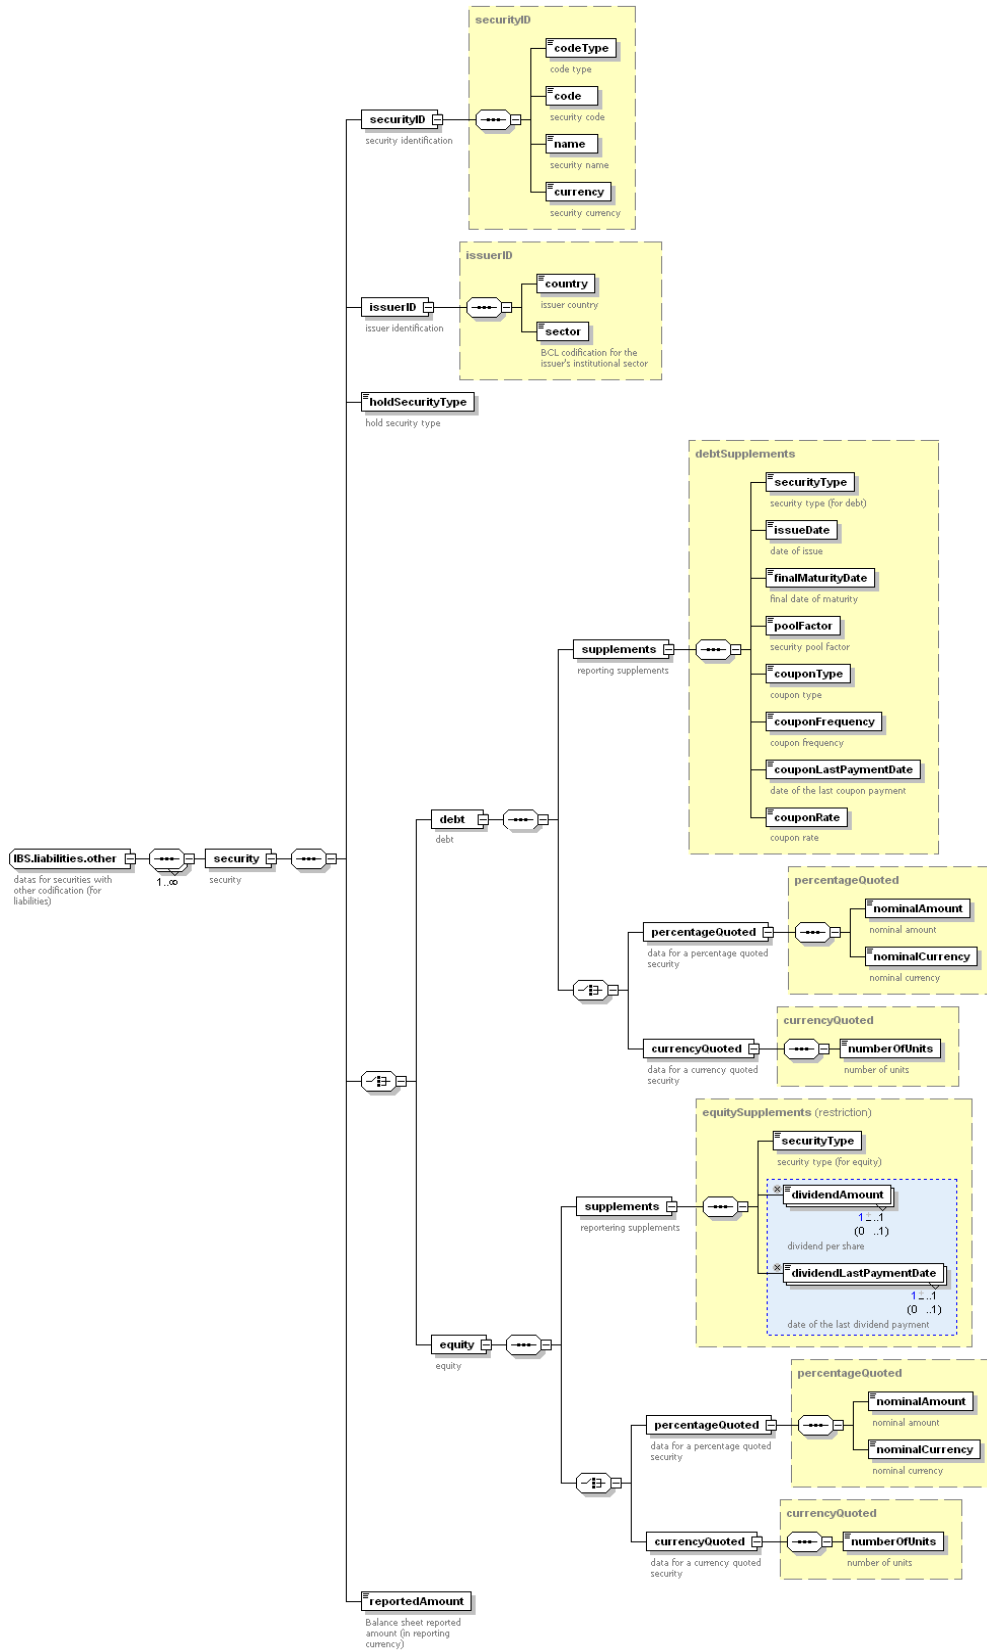 securityID
codeType
code type
code
security code
name
security name
currency
security currency
securityID
security identification
issuerID
country
issuer country
sector
BCL codification for the
issuer's institutional sector
issuerID
issuer identification
holdSecurityType
hold security type
debtSupplements
securityType
security type (for debt)
issueDate
date of issue
finalMaturityDate
final date of maturity
poolFactor
security pool factor
couponType
coupon type
couponFrequency
coupon frequency
couponLastPaymentDate
date of the last coupon payment
couponRate
coupon rate
supplements
reporting supplements
debt
debt
IBS.liabilities.other
datas for securities with
other codification (for
liabilities)
1..∞
security
security
percentageQuoted
nominalAmount
nominal amount
nominalCurrency
nominal currency
percentageQuoted
data for a percentage quoted
security
currencyQuoted
numberOfUnits
number of units
currencyQuoted
data for a currency quoted
security
equitySupplements (restriction)
securityType
security type (for equity)
dividendAmount
1±..1
(0 ..1)
dividend per share
dividendLastPaymentDate
1±..1
(0 ..1)
date of the last dividend payment
supplements
reportering supplements
equity
equity
percentageQuoted
nominalAmount
nominal amount
nominalCurrency
nominal currency
percentageQuoted
data for a percentage quoted
security
currencyQuoted
numberOfUnits
number of units
currencyQuoted
data for a currency quoted
security
reportedAmount
Balance sheet reported
amount (in reporting
currency)